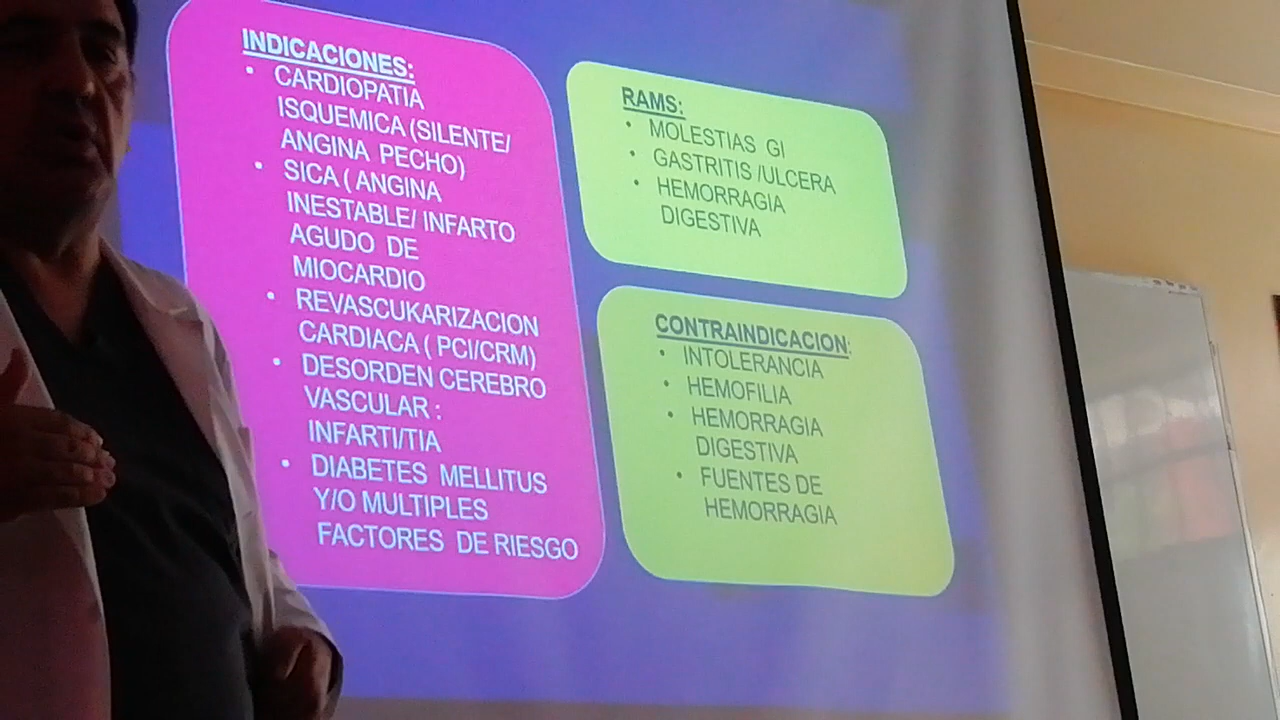 INDICACIONES:
• CARDIOPATIA
ISQUEMICA (SILENTE/
ANGINA PECHO)
• SICA ( ANGINA
INESTABLE/ INFARTO
AGUDO DE
MIOCARDIO
• REVASCUKARIZACION
CARDIACA ( PCI/CRM)
• DESORDEN CEREBRO
VASCULAR :
INFARTI/TIA
• DIABETES MELLITUS
Y/O MULTIPLES
FACTORES DE RIESGO
RAMS:
• MOLESTIAS GI
• GASTRITIS /ULCERA
• HEMORRAGIA
DIGESTIVA
CONTRAINDICACION:
• INTOLERANCIA
• HEMOFILIA
• HEMORRAGIA
DIGESTIVA
• FUENTES DE
HEMORRAGIA